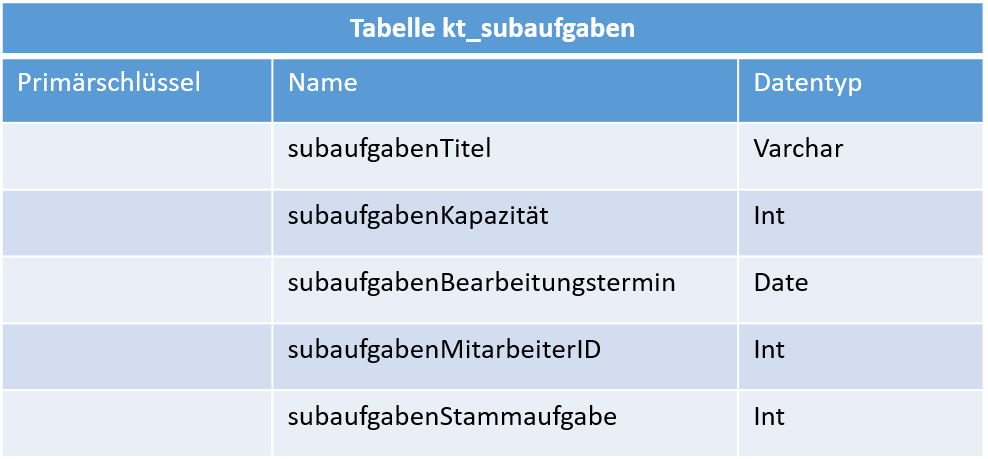 Tabelle kt_subaufgaben
Primärschlüssel Name Datentyp
subaufgabenTitel Varchar
subaufgabenKapazität Int
subaufgabenBearbeitungstermin Date
subaufgabenMitarbeiterID Int
subaufgabenStammaufgabe Int